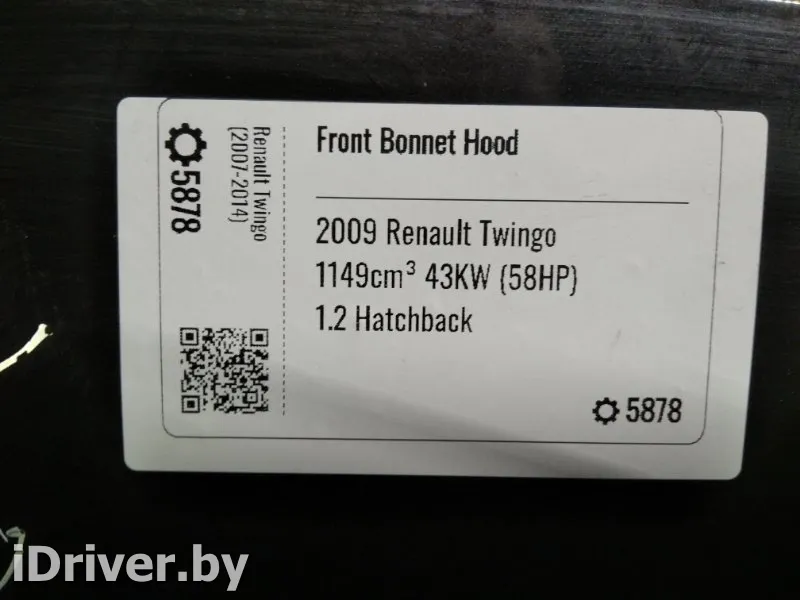 Front Bonnet Hood
2009 Renault Twingo
1149cm³ 43KW (58HP)
1.2 Hatchback
5878
5878
Renault Twingo
(2007-2014)
iDriver.by